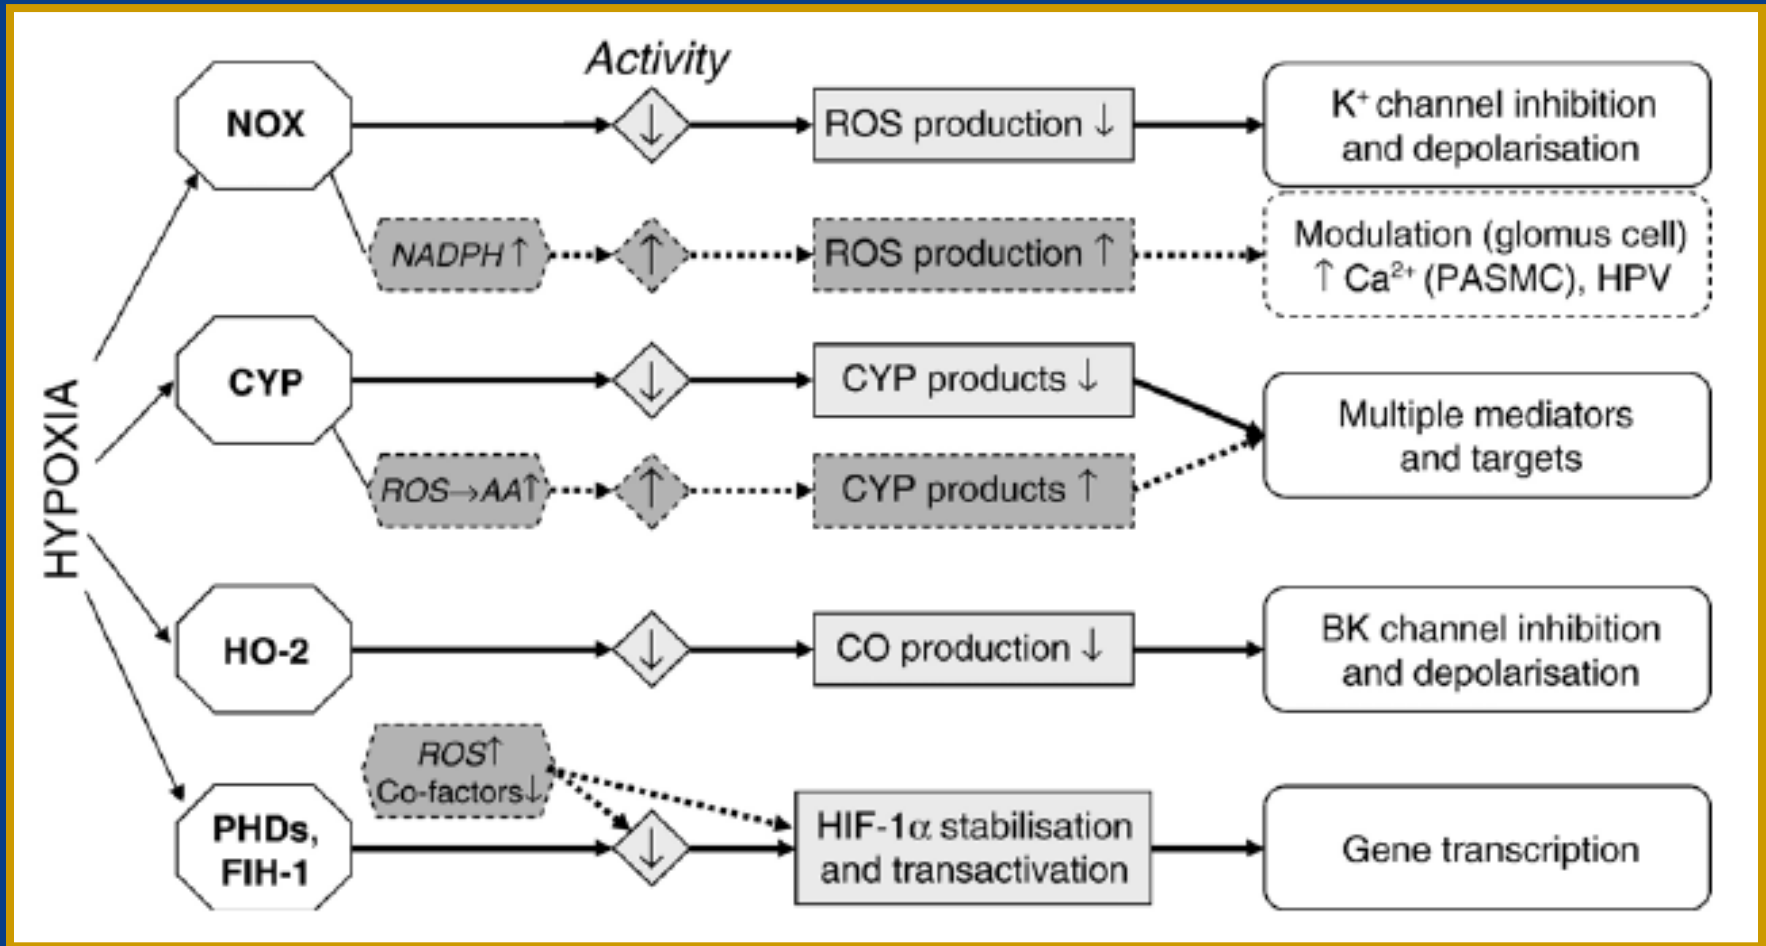 Activity
HYPOXIA
NOX
↓
ROS production ↓
K⁺ channel inhibition
and depolarisation
NADPH ↑
↑
ROS production ↑
Modulation (glomus cell)
↑ Ca²⁺ (PASMC), HPV
CYP
↓
CYP products ↓
Multiple mediators
and targets
ROS→AA↑
↑
CYP products ↑
HO-2
↓
CO production ↓
BK channel inhibition
and depolarisation
ROS↑
Co-factors↓
PHDs,
FIH-1
↓
HIF-1α stabilisation
and transactivation
Gene transcription